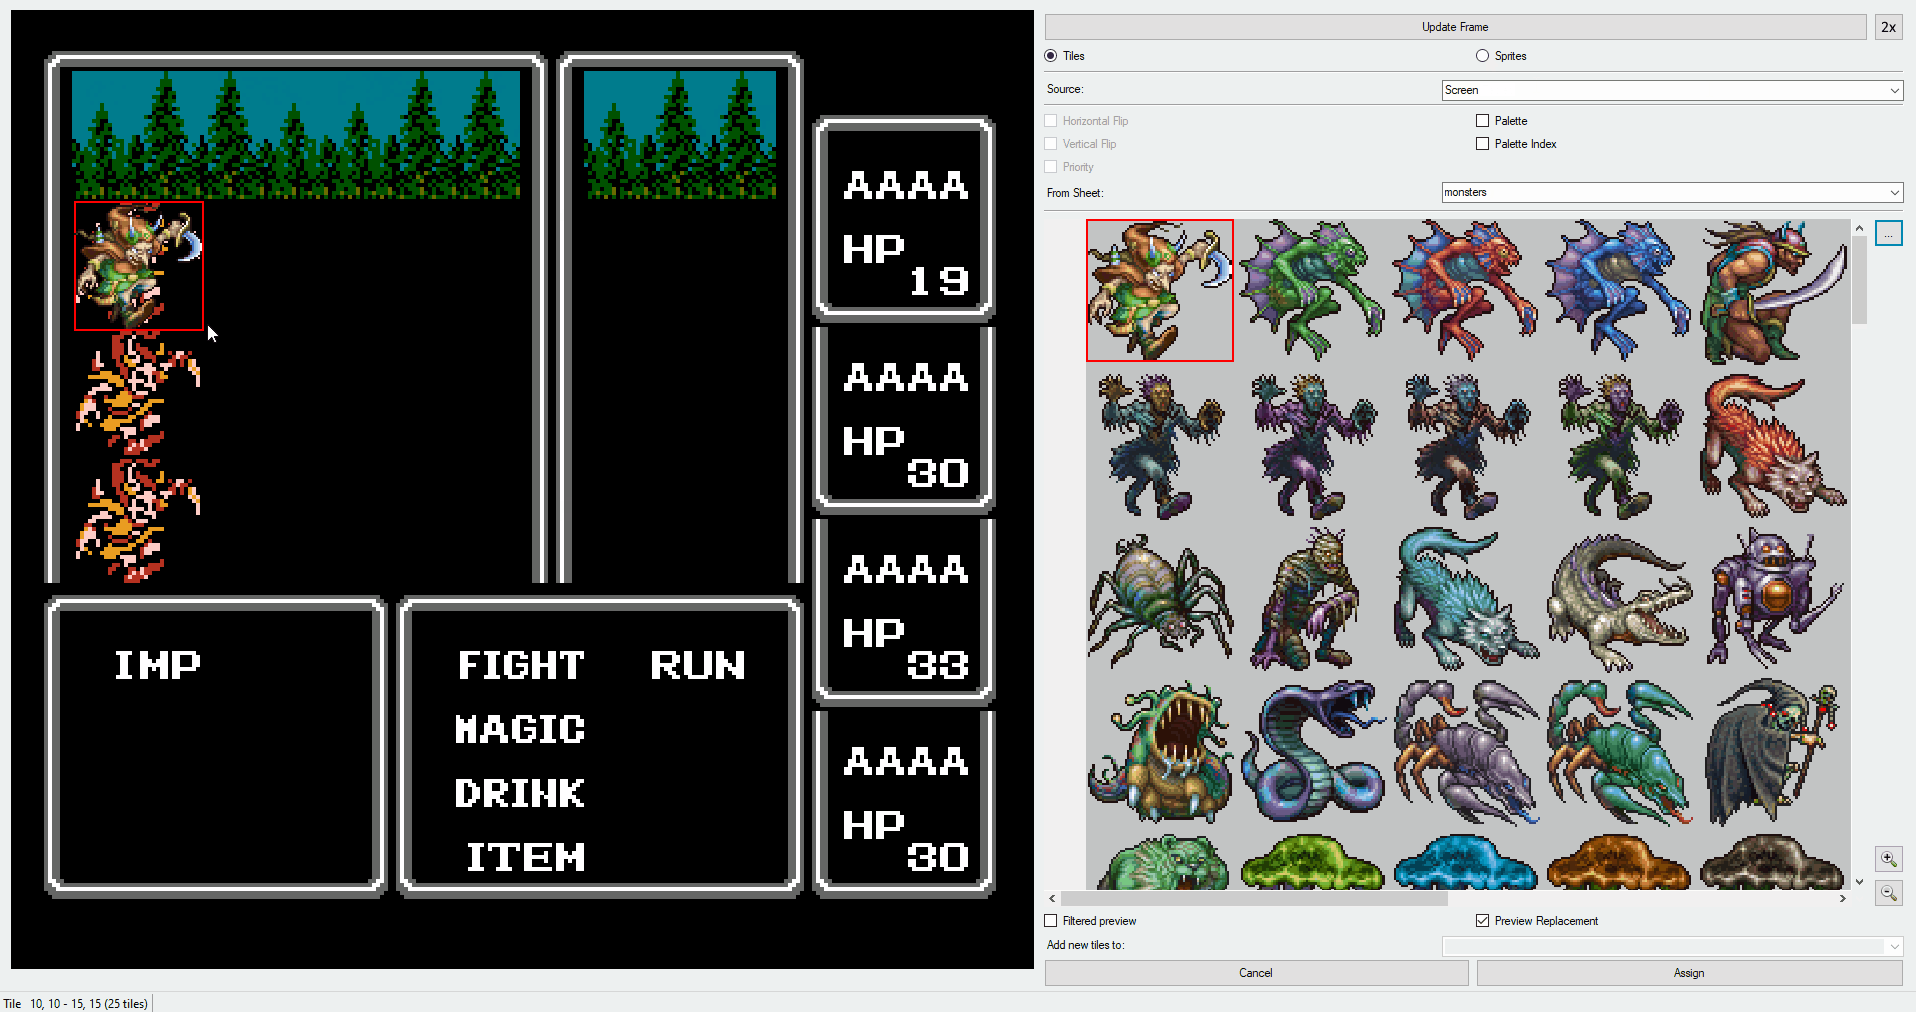 AAAA
HP
19
AAAA
HP
30
AAAA
HP
33
AAAA
HP
30
IMP
FIGHT RUN
MAGIC
DRINK
ITEM
Update Frame 2x
Tiles Sprites
Source: Screen
Horizontal Flip Palette
Vertical Flip Palette Index
Priority
From Sheet: monsters
...
Filtered preview Preview Replacement
Add new tiles to:
Cancel Assign
Tile 10, 10 - 15, 15 (25 tiles)